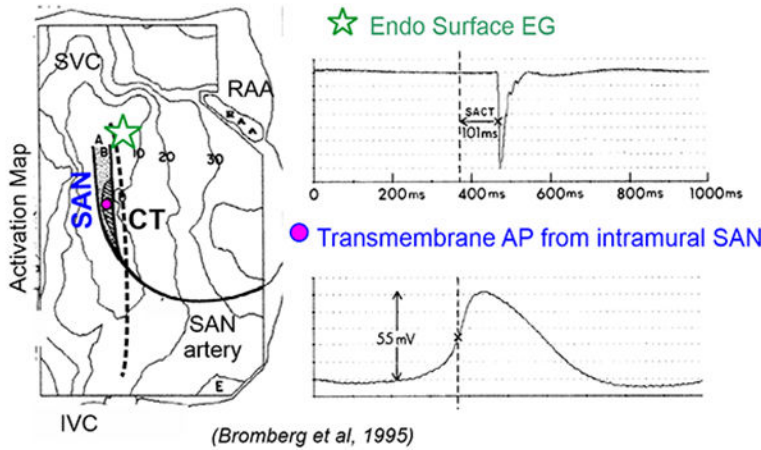 Endo Surface EG
SVC
RAA
RAA
A
B
10 20 30
SAN
CT
Activation Map
SAN
artery
E
IVC
SACT
101ms
0 200ms 400ms 600ms 800ms 1000ms
Transmembrane AP from intramural SAN
55mV
(Bromberg et al, 1995)